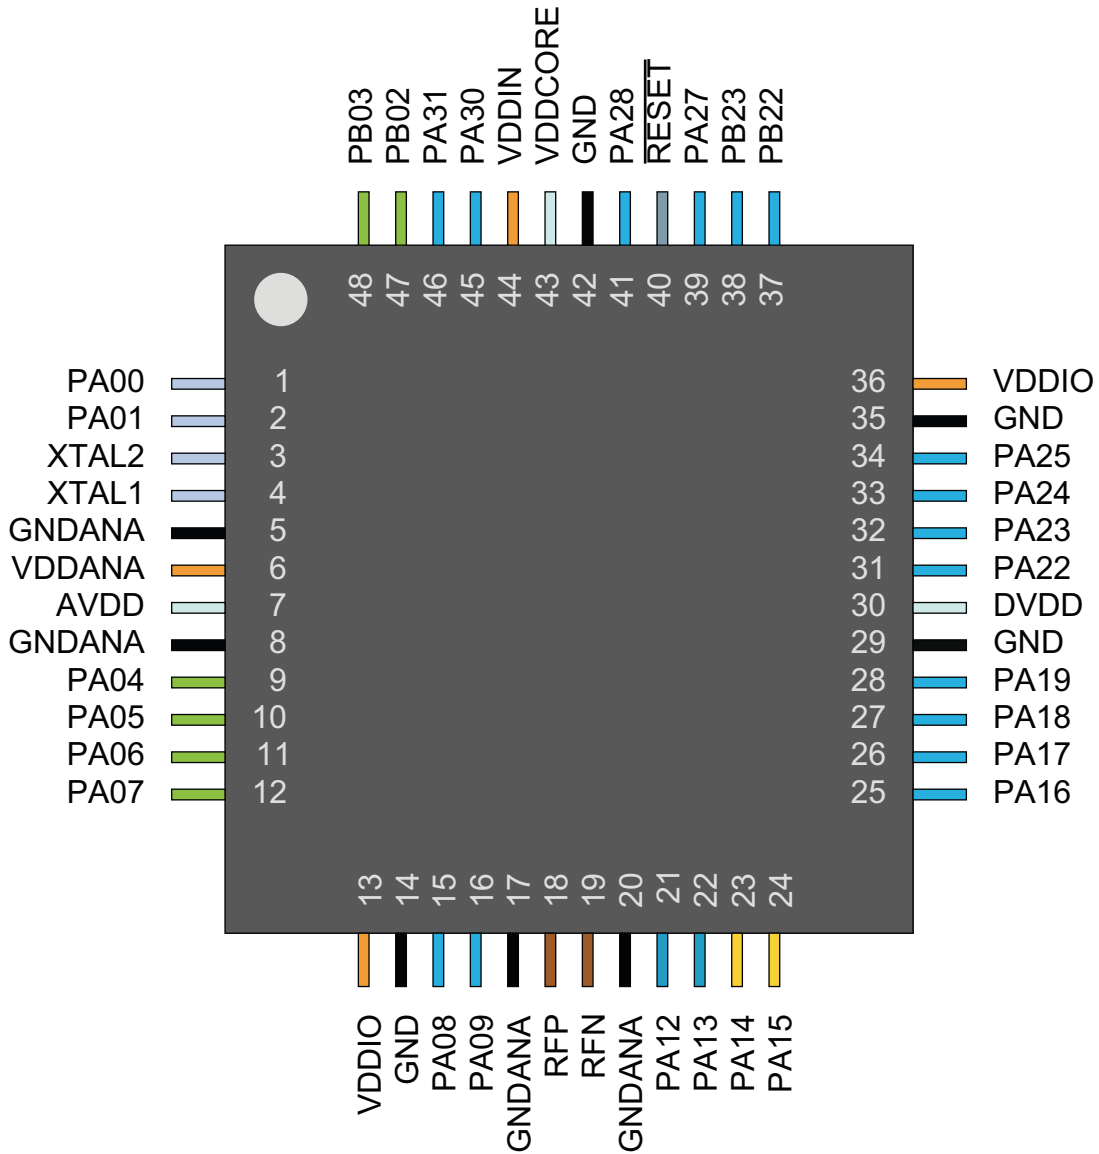 PB03
PB02
PA31
PA30
VDDIN
VDDCORE
GND
PA28
RESET
PA27
PB23
PB22
48
47
46
45
44
43
42
41
40
39
38
37
PA00 1 36 VDDIO
PA01 2 35 GND
XTAL2 3 34 PA25
XTAL1 4 33 PA24
GNDANA 5 32 PA23
VDDANA 6 31 PA22
AVDD 7 30 DVDD
GNDANA 8 29 GND
PA04 9 28 PA19
PA05 10 27 PA18
PA06 11 26 PA17
PA07 12 25 PA16
13
14
15
16
17
18
19
20
21
22
23
24
VDDIO
GND
PA08
PA09
GNDANA
RFP
RFN
GNDANA
PA12
PA13
PA14
PA15